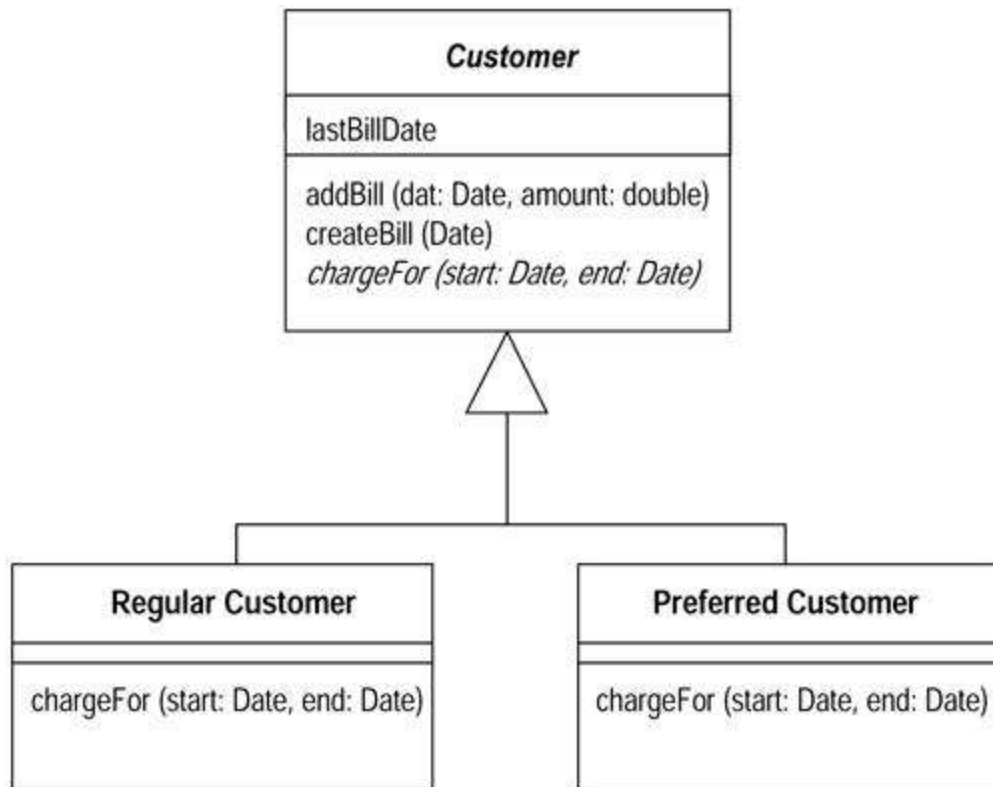 Customer
lastBillDate
addBill (dat: Date, amount: double)
createBill (Date)
chargeFor (start: Date, end: Date)
Regular Customer
chargeFor (start: Date, end: Date)
Preferred Customer
chargeFor (start: Date, end: Date)